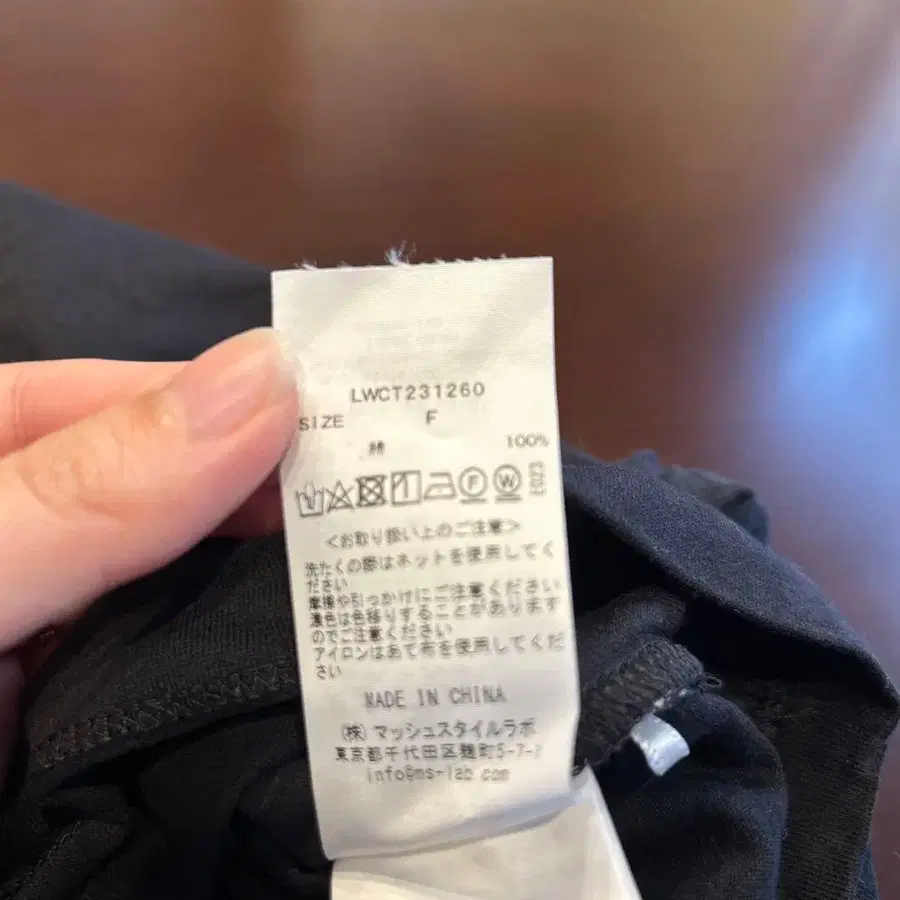 LWCT231260
SIZE F
綿 100%
F W
<お取り扱い上のご注意>
洗たくの際はネットを使用してく
ださい
摩擦や引っかけにご注意ください
濃色は色移りすることがあります
のでご注意ください
アイロンはあて布を使用してくだ
さい
MADE IN CHINA
(株)マッシュスタイルラボ
東京都千代田区麹町5-7-1
info@ms-lab.com